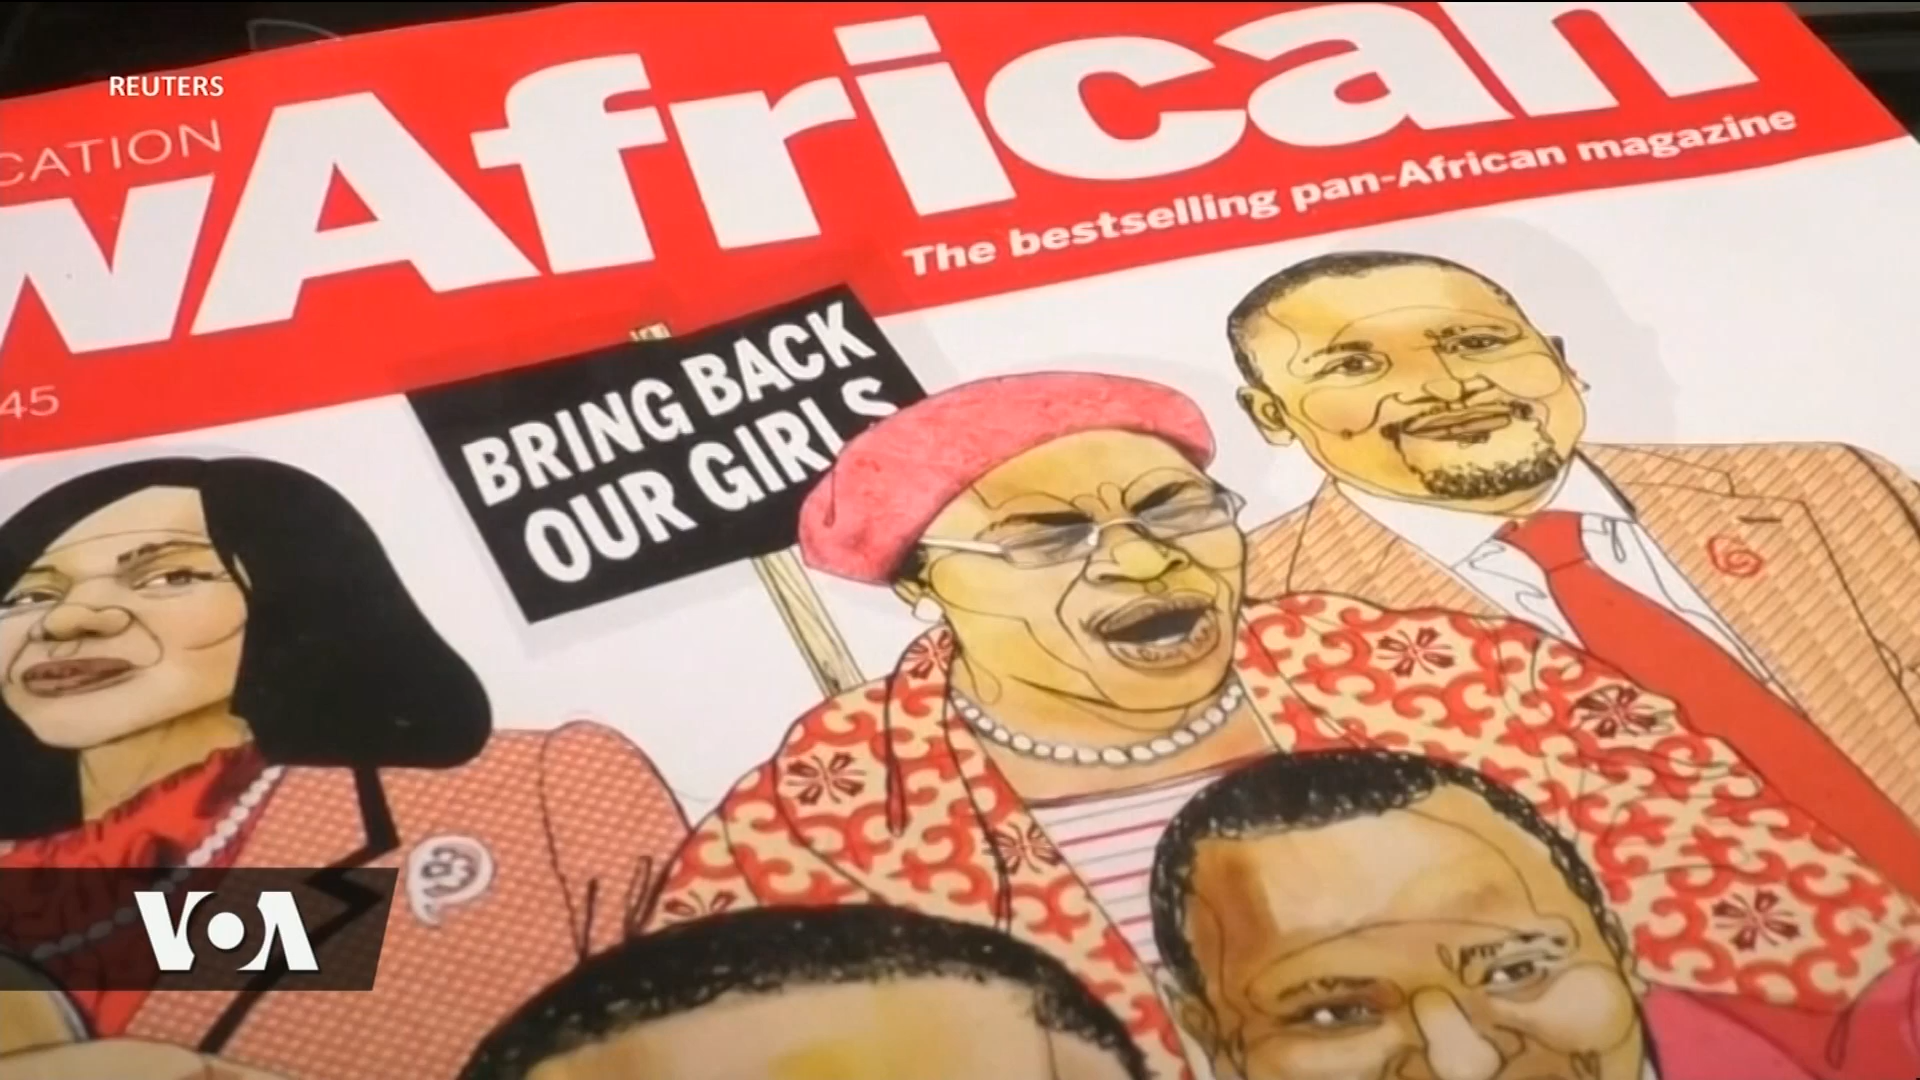 REUTERS
CATION
wAfrican
The bestselling pan-African magazine
45
BRING BACK
OUR GIRLS
VOA